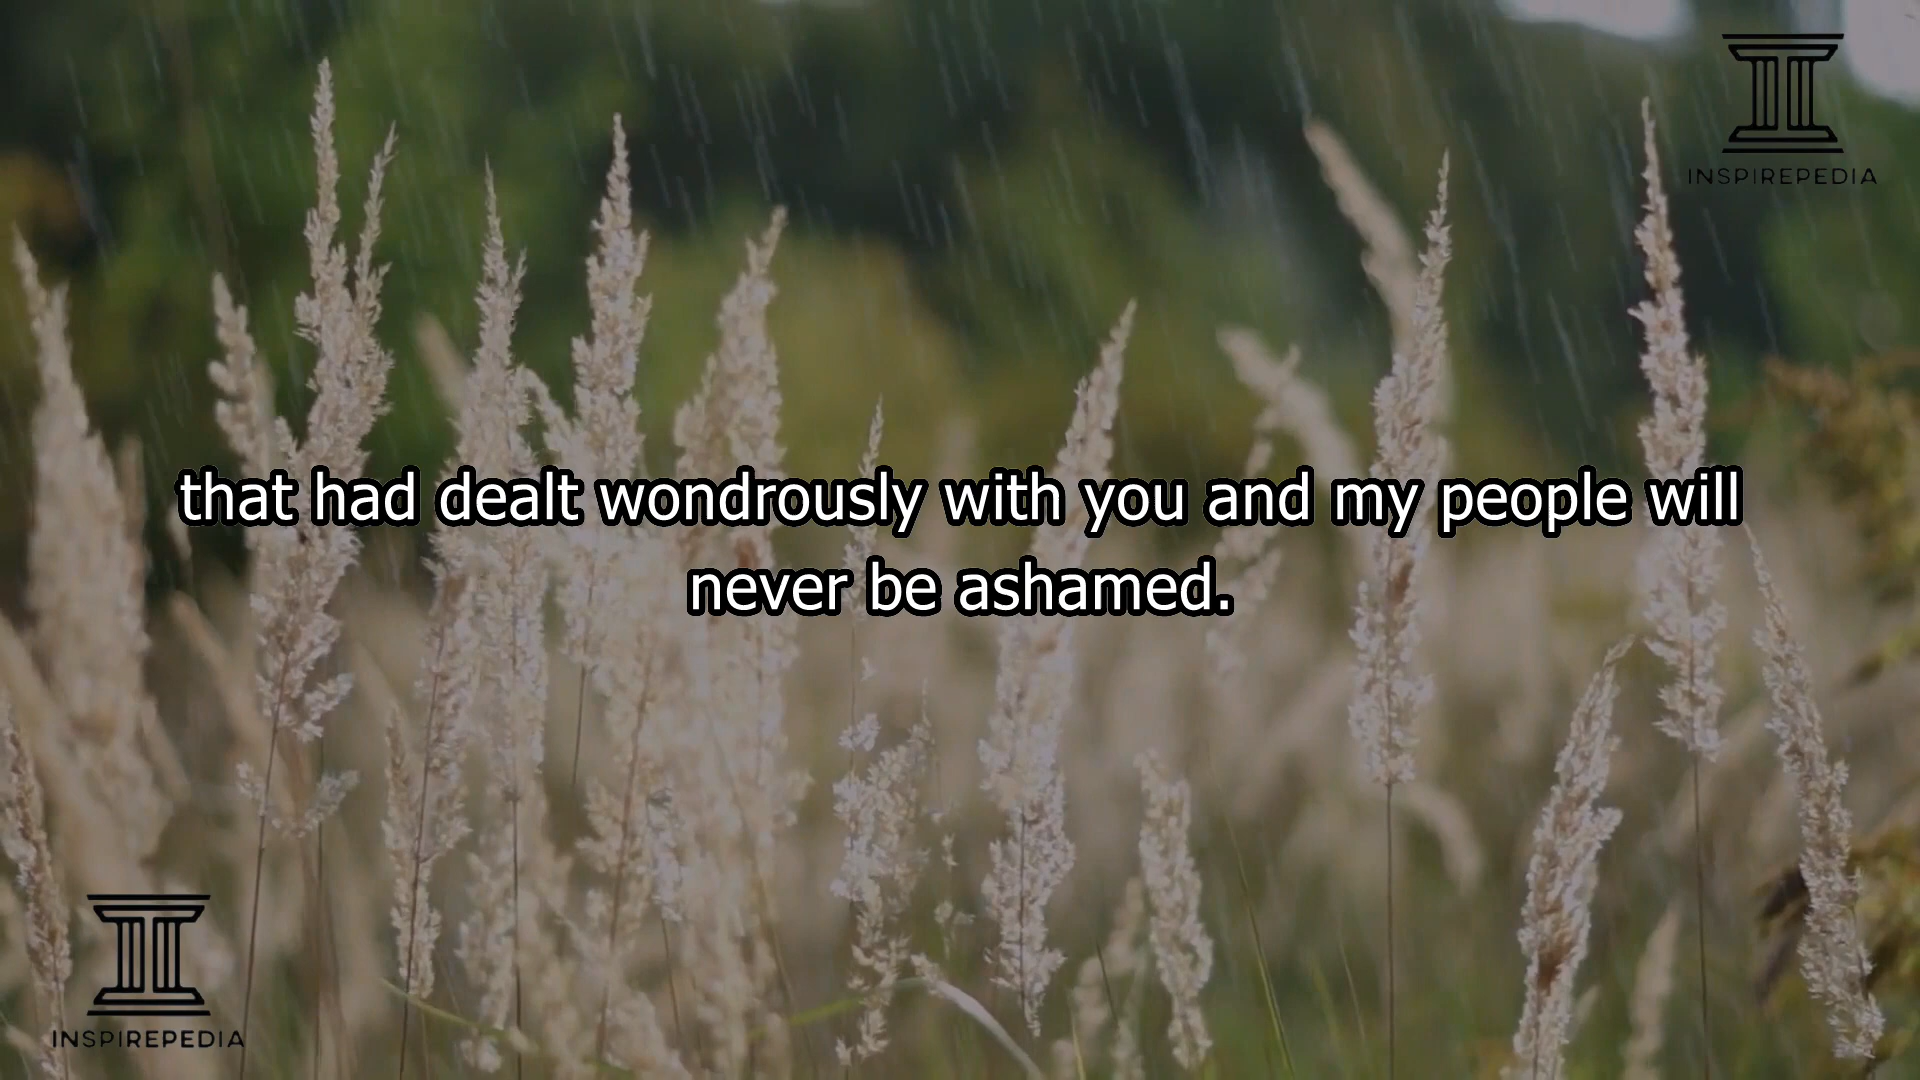 INSPIREPEDIA
that had dealt wondrously with you and my people will
never be ashamed.
INSPIREPEDIA